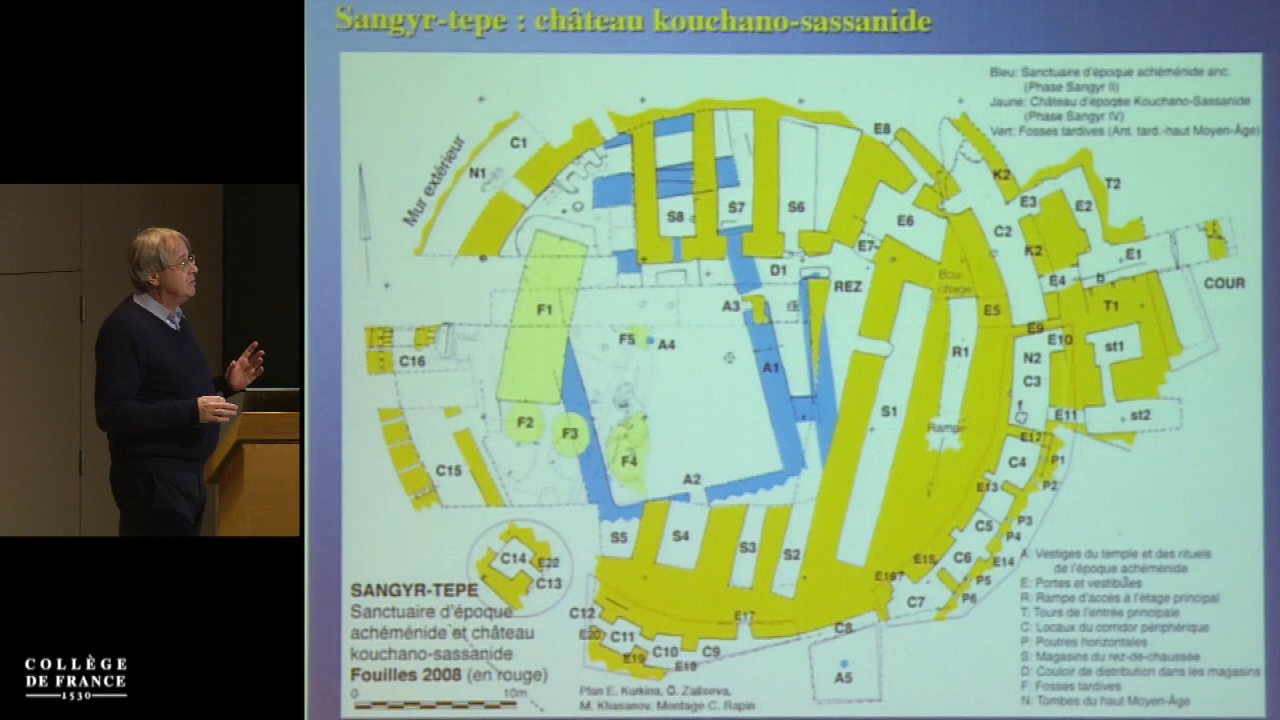 Sangyr-tepe : château kouchano-sassanide
Bleu: Sanctuaire d'époque achéménide anc.
(Phase Sangyr II)
Jaune: Château d'époque Kouchano-Sassanide
(Phase Sangyr IV)
Vert: Fosses tardives (Ant. tard.-haut Moyen-Âge)
Mur extérieur
C1
N1
E8
K2
T2
E3
E2
S8
S7
S6
E6
C2
E7
K2
E1
D1
REZ
E4
b
COUR
Bou-
chage
F1
A3
E5
T1
F5
A4
E9
E10
st1
C16
A1
R1
N2
C3
f
F2
F3
S1
E11
st2
Rampe
F4
E12
C15
A2
C4
P1
E13
P2
S5
S4
S3
S2
C5
P3
P4
C14
E22
C13
E15
C6
E14
P5
E16
C7
P6
SANGYR-TEPE
Sanctuaire d'époque
achéménide et château
kouchano-sassanide
Fouilles 2008 (en rouge)
0 10m
C12
E20
C11
E19
C10
E18
C9
E17
C8
A5
Plan E. Kurkina, O. Zaitseva,
M. Khasanov. Montage C. Rapin
A: Vestiges du temple et des rituels
de l'époque achéménide
E: Portes et vestibules
R: Rampe d'accès à l'étage principal
T: Tours de l'entrée principale
C: Locaux du corridor périphérique
P: Poutres horizontales
S: Magasins du rez-de-chaussée
D: Couloir de distribution dans les magasins
F: Fosses tardives
N: Tombes du haut Moyen-Âge
COLLÈGE
DE FRANCE
1530